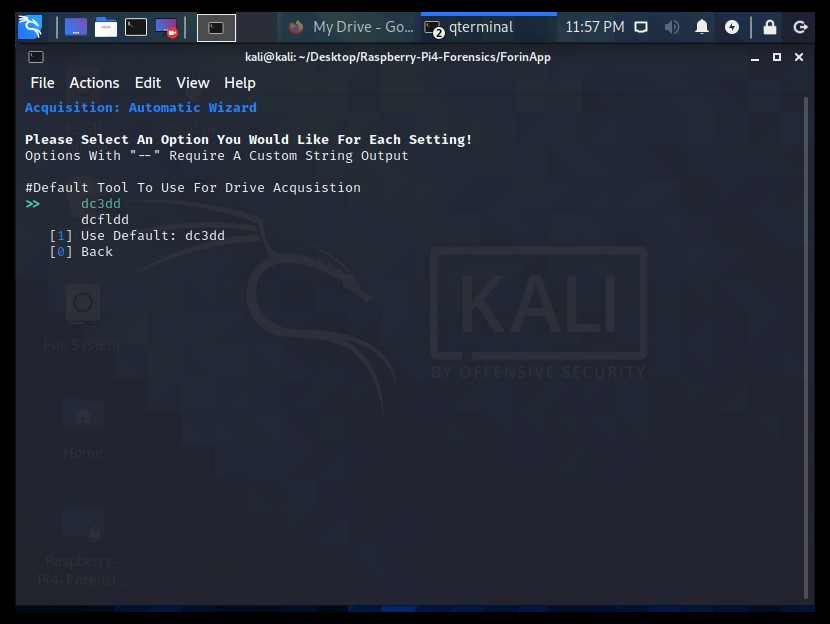 My Drive - Go...
2
qterminal
11:57 PM
kali@kali: ~/Desktop/Raspberry-Pi4-Forensics/ForinApp
File Actions Edit View Help
Acquisition: Automatic Wizard
Please Select An Option You Would Like For Each Setting!
Options With "--" Require A Custom String Output
#Default Tool To Use For Drive Acqusistion
>> dc3dd
dcfldd
[1] Use Default: dc3dd
[0] Back
KALI
BY OFFENSIVE SECURITY
File System
Home
Raspberry-
Pi4-Forensi...